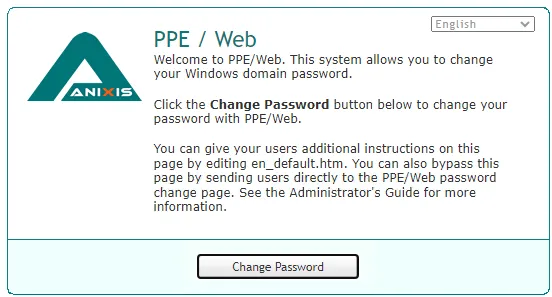 English
PPE / Web
Welcome to PPE/Web. This system allows you to change
your Windows domain password.
Click the Change Password button below to change your
password with PPE/Web.
You can give your users additional instructions on this
page by editing en_default.htm. You can also bypass this
page by sending users directly to the PPE/Web password
change page. See the Administrator's Guide for more
information.
ANIXIS
Change Password